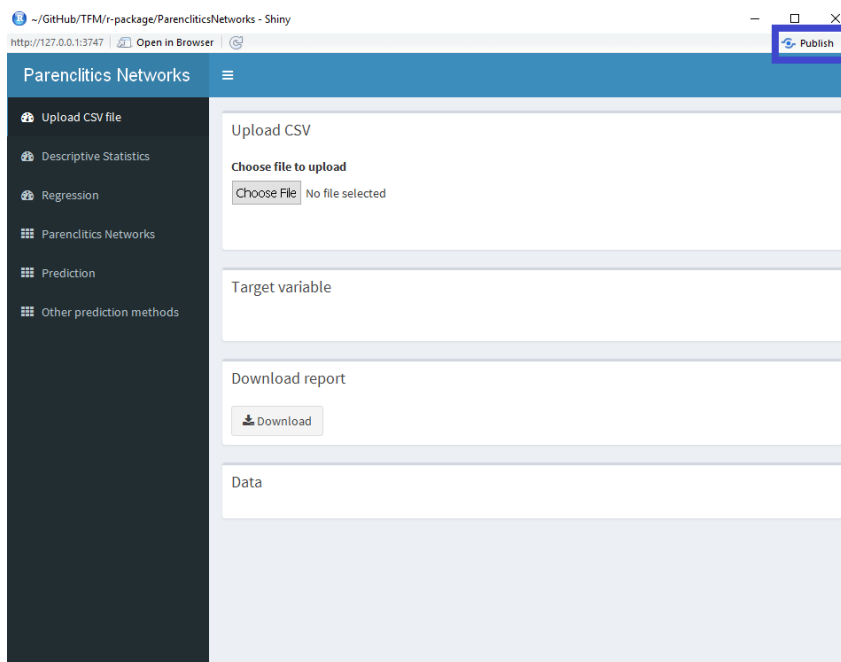 ~/GitHub/TFM/r-package/ParencliticsNetworks - Shiny
http://127.0.0.1:3747 Open in Browser Publish
Parenclitics Networks
Upload CSV file
Descriptive Statistics
Regression
Parenclitics Networks
Prediction
Other prediction methods
Upload CSV
Choose file to upload
Choose File No file selected
Target variable
Download report
Download
Data